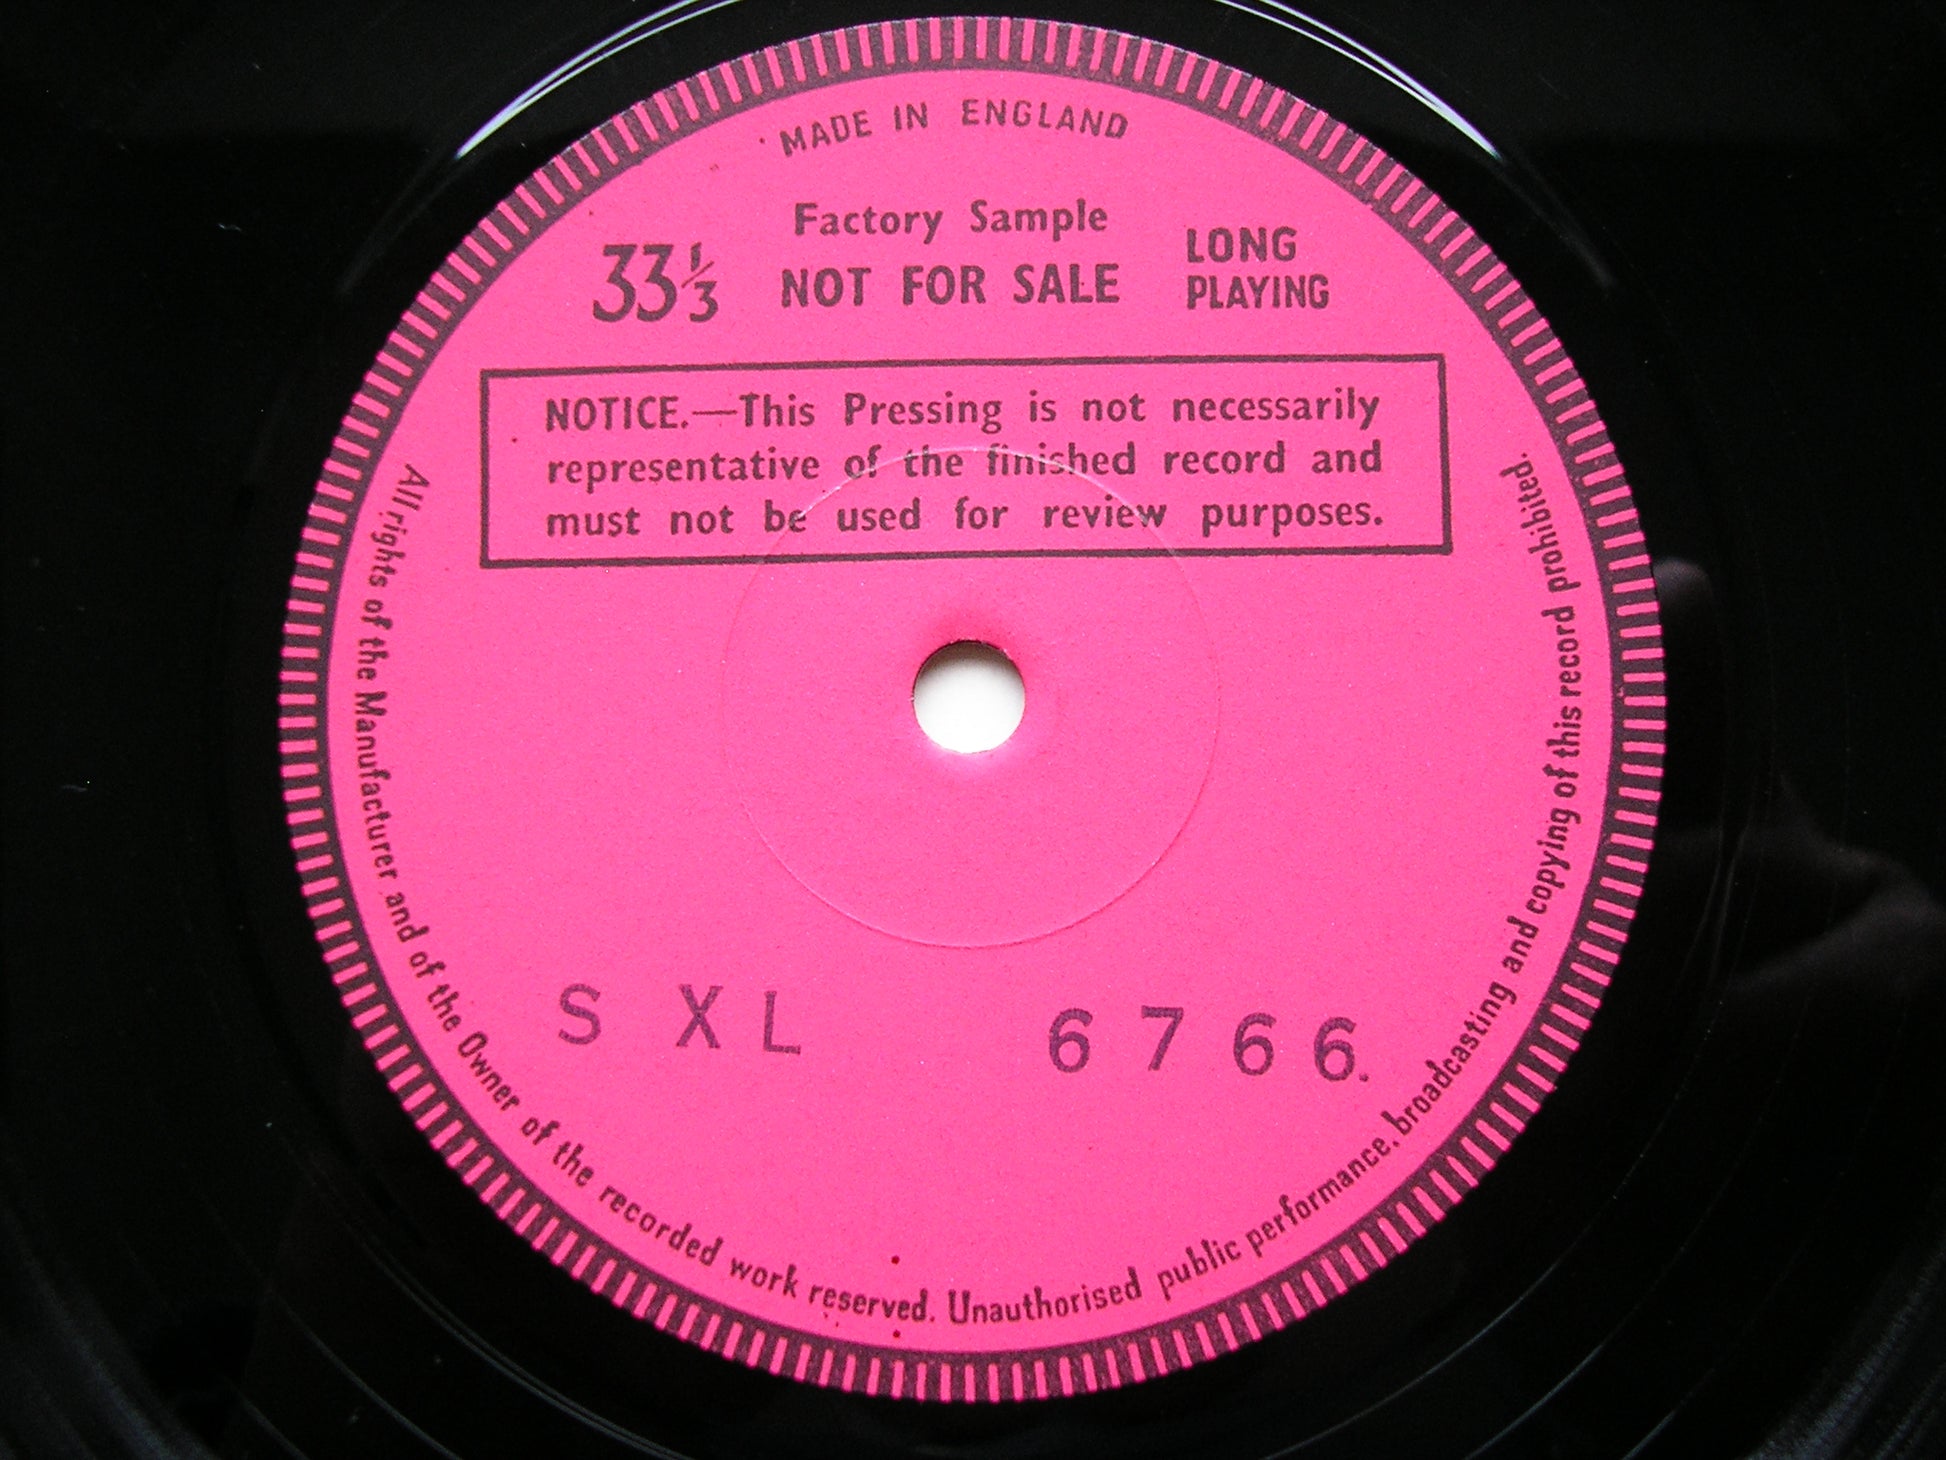 MADE IN ENGLAND
Factory Sample
33 1/3 NOT FOR SALE LONG PLAYING
NOTICE.—This Pressing is not necessarily
representative of the finished record and
must not be used for review purposes.
S XL 6766.
All rights of the Manufacturer and of the Owner of the recorded work reserved. Unauthorised public performance, broadcasting and copying of this record prohibited.